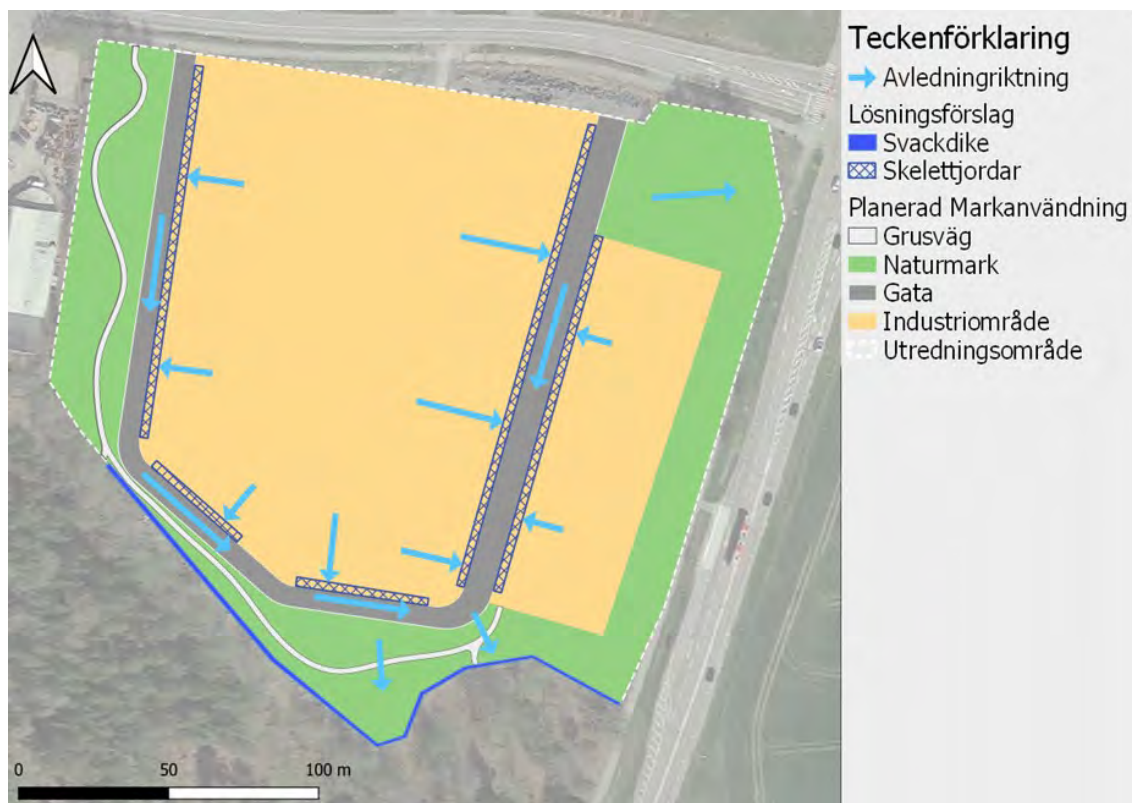 Teckenförklaring
Avledningriktning
Lösningsförslag
Svackdike
Skelettjordar
Planerad Markanvändning
Grusväg
Naturmark
Gata
Industriområde
Utredningsområde
0 50 100 m